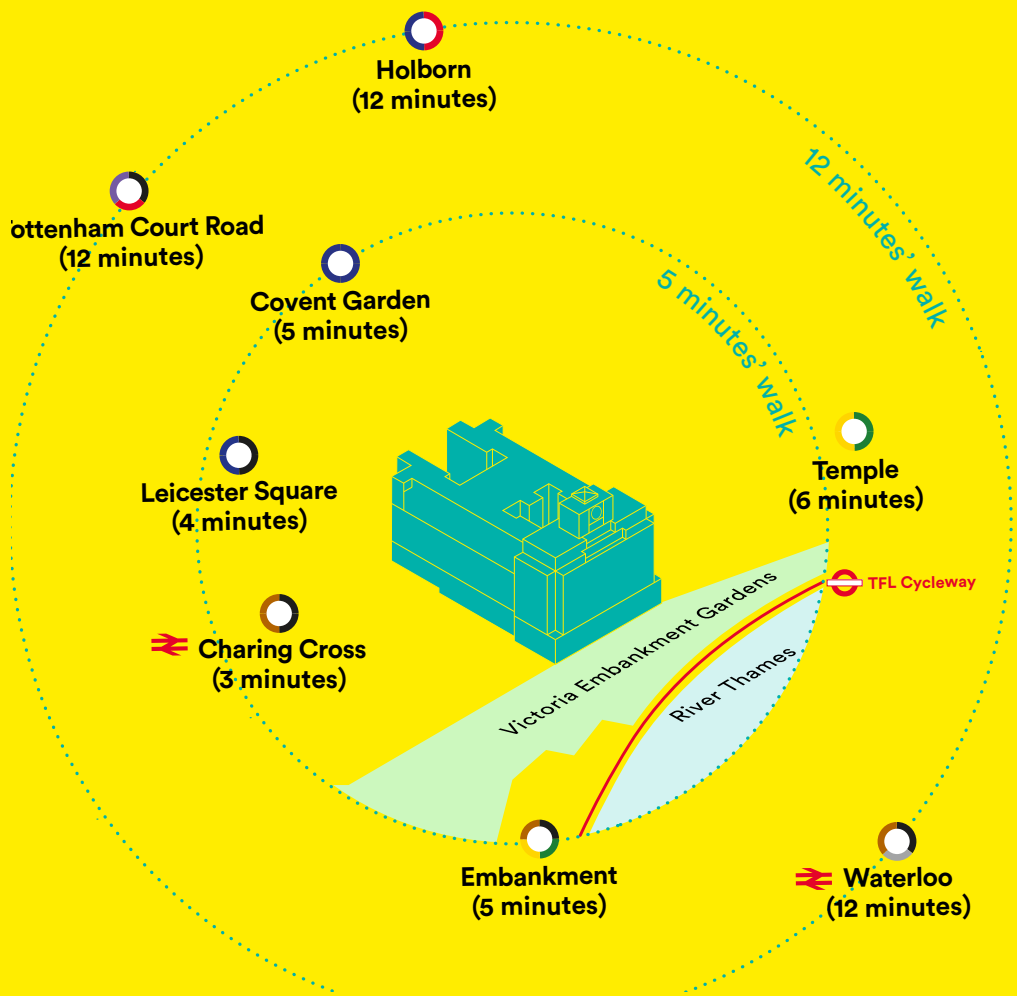 Holborn
(12 minutes)
12 minutes' walk
ottenham Court Road
(12 minutes)
Covent Garden
(5 minutes)
5 minutes' walk
Leicester Square
(4 minutes)
Temple
(6 minutes)
TFL Cycleway
Charing Cross
(3 minutes)
Victoria Embankment Gardens
River Thames
Embankment
(5 minutes)
Waterloo
(12 minutes)